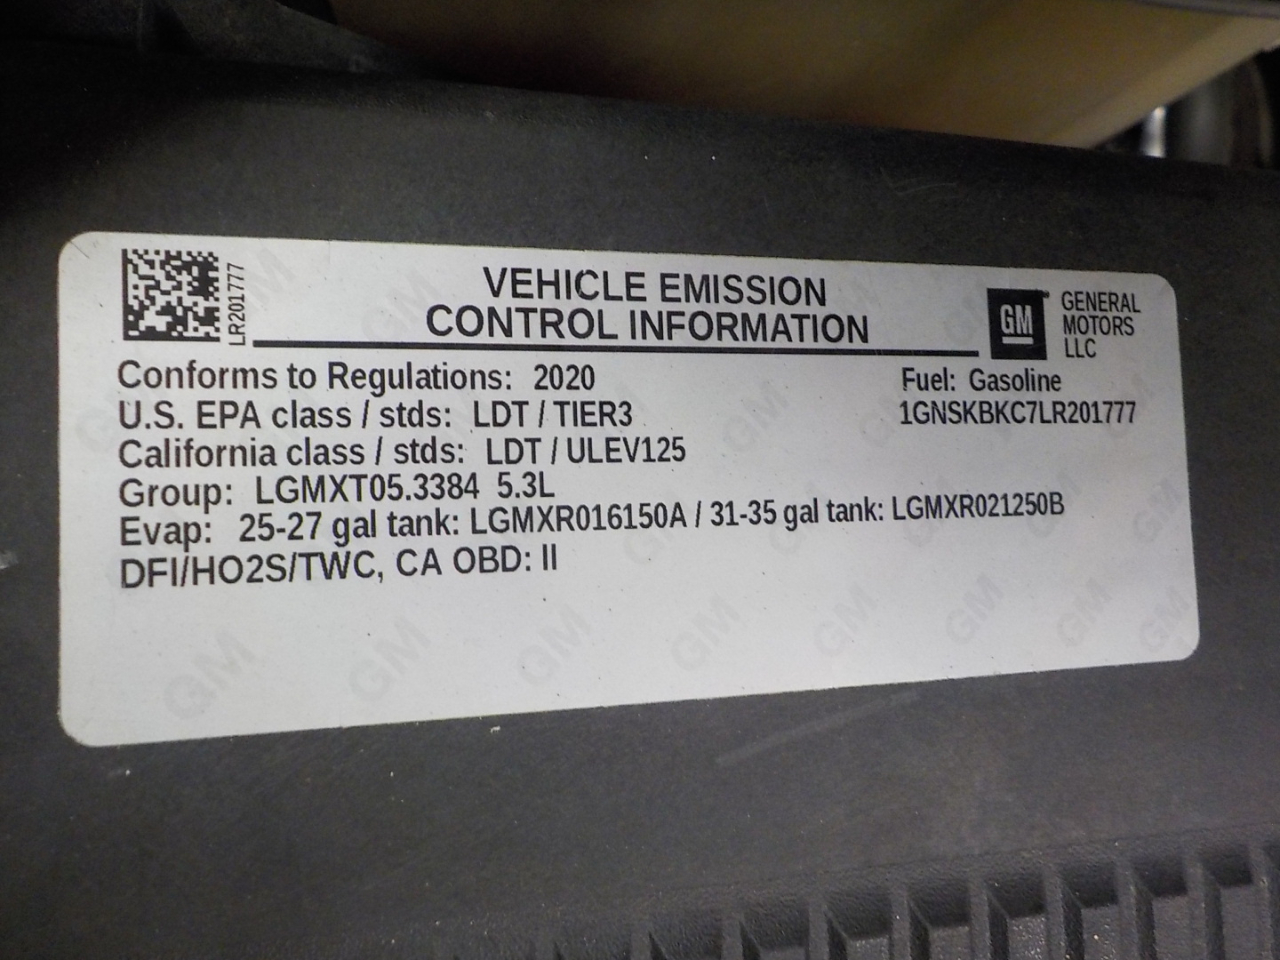 LR201777
VEHICLE EMISSION
CONTROL INFORMATION
GM
GENERAL
MOTORS
LLC
Conforms to Regulations: 2020
Fuel: Gasoline
U.S. EPA class / stds: LDT / TIER3
1GNSKBKC7LR201777
California class / stds: LDT / ULEV125
Group: LGMXT05.3384 5.3L
Evap: 25-27 gal tank: LGMXR016150A / 31-35 gal tank: LGMXR021250B
DFI/HO2S/TWC, CA OBD: II